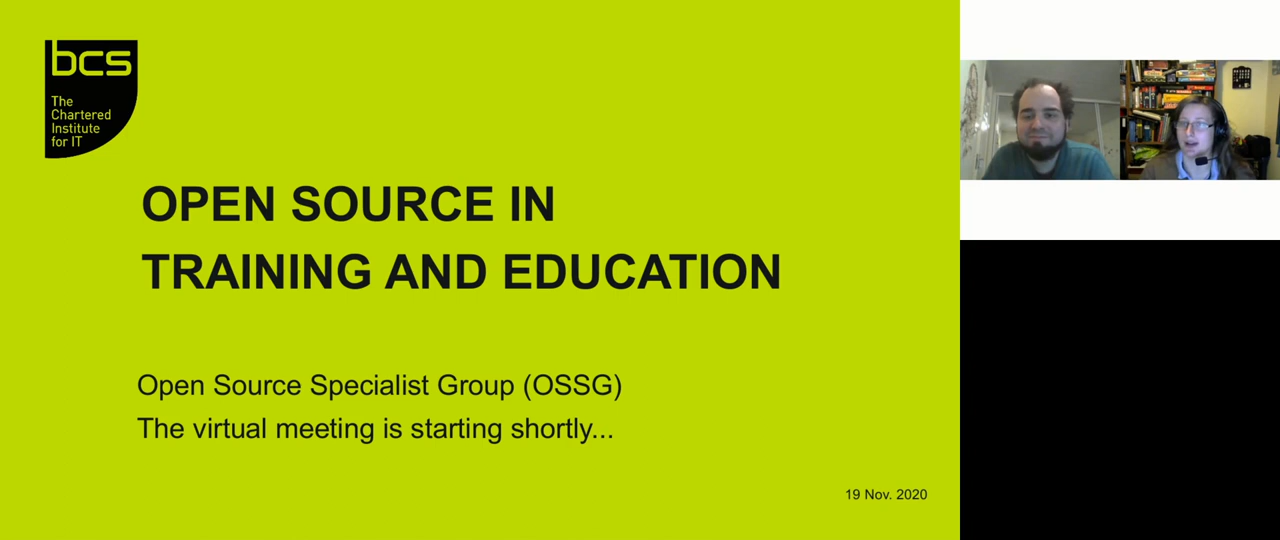 bcs
The
Chartered
Institute
for IT
OPEN SOURCE IN
TRAINING AND EDUCATION
Open Source Specialist Group (OSSG)
The virtual meeting is starting shortly...
19 Nov. 2020